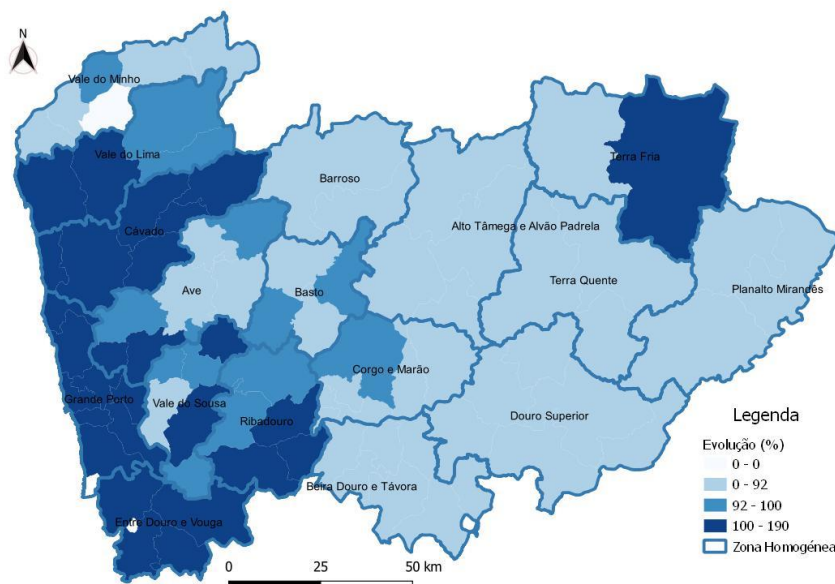 N
Vale do Minho
Vale do Lima
Terra Fria
Barroso
Cávado
Alto Tâmega e Alvão Padrela
Terra Quente
Planalto Mirandês
Ave
Basto
Corgo e Marão
Grande Porto
Vale do Sousa
Ribadouro
Douro Superior
Beira Douro e Távora
Entre Douro e Vouga
Legenda
Evolução (%)
0 - 0
0 - 92
92 - 100
100 - 190
Zona Homogénea
0 25 50 km